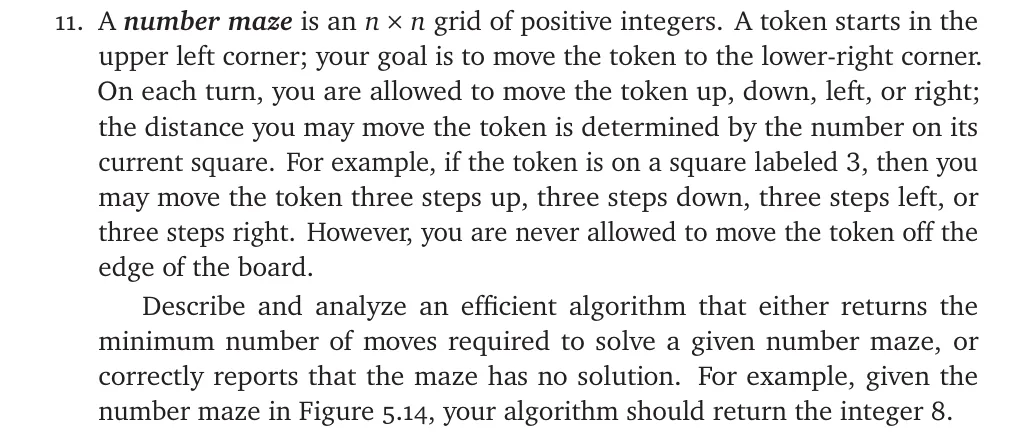 11. A number maze is an n × n grid of positive integers. A token starts in the
upper left corner; your goal is to move the token to the lower-right corner.
On each turn, you are allowed to move the token up, down, left, or right;
the distance you may move the token is determined by the number on its
current square. For example, if the token is on a square labeled 3, then you
may move the token three steps up, three steps down, three steps left, or
three steps right. However, you are never allowed to move the token off the
edge of the board.
Describe and analyze an efficient algorithm that either returns the
minimum number of moves required to solve a given number maze, or
correctly reports that the maze has no solution. For example, given the
number maze in Figure 5.14, your algorithm should return the integer 8.